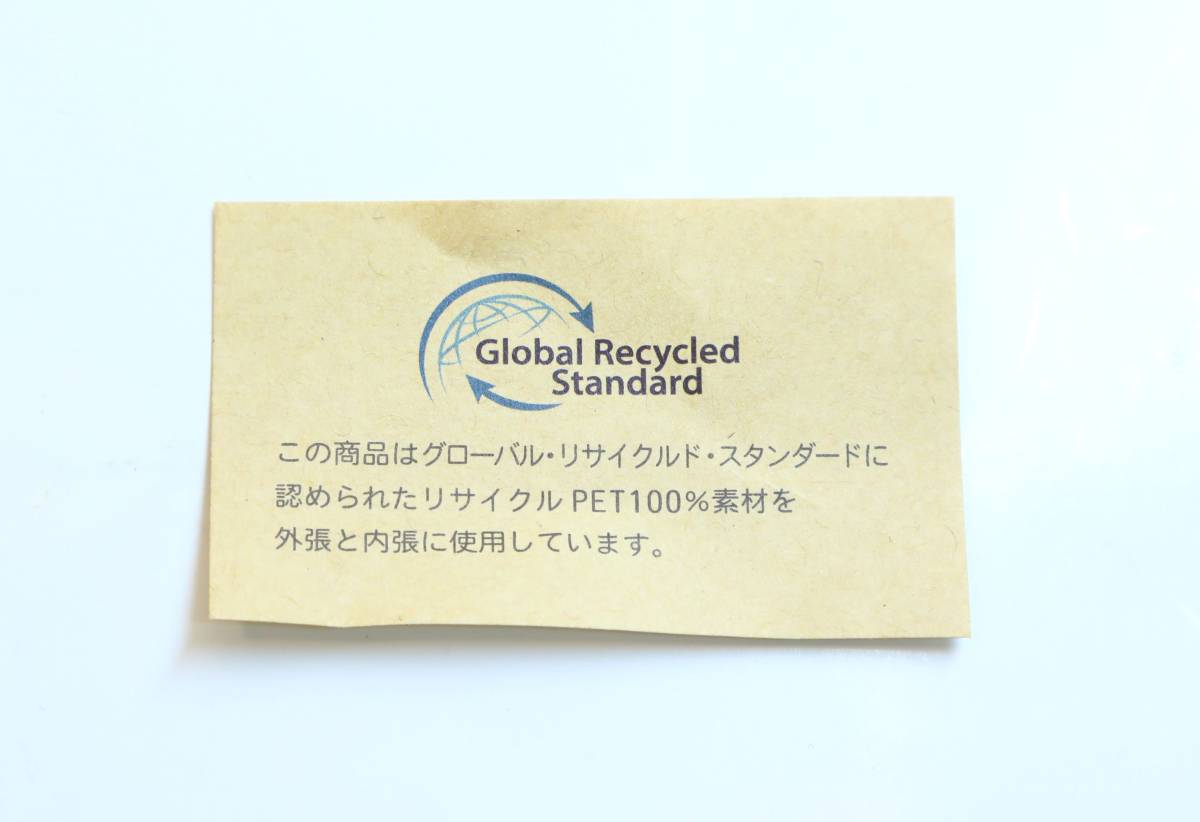 Global Recycled
Standard
この商品はグローバル・リサイクルド・スタンダードに
認められたリサイクル PET100%素材を
外張と内張に使用しています。